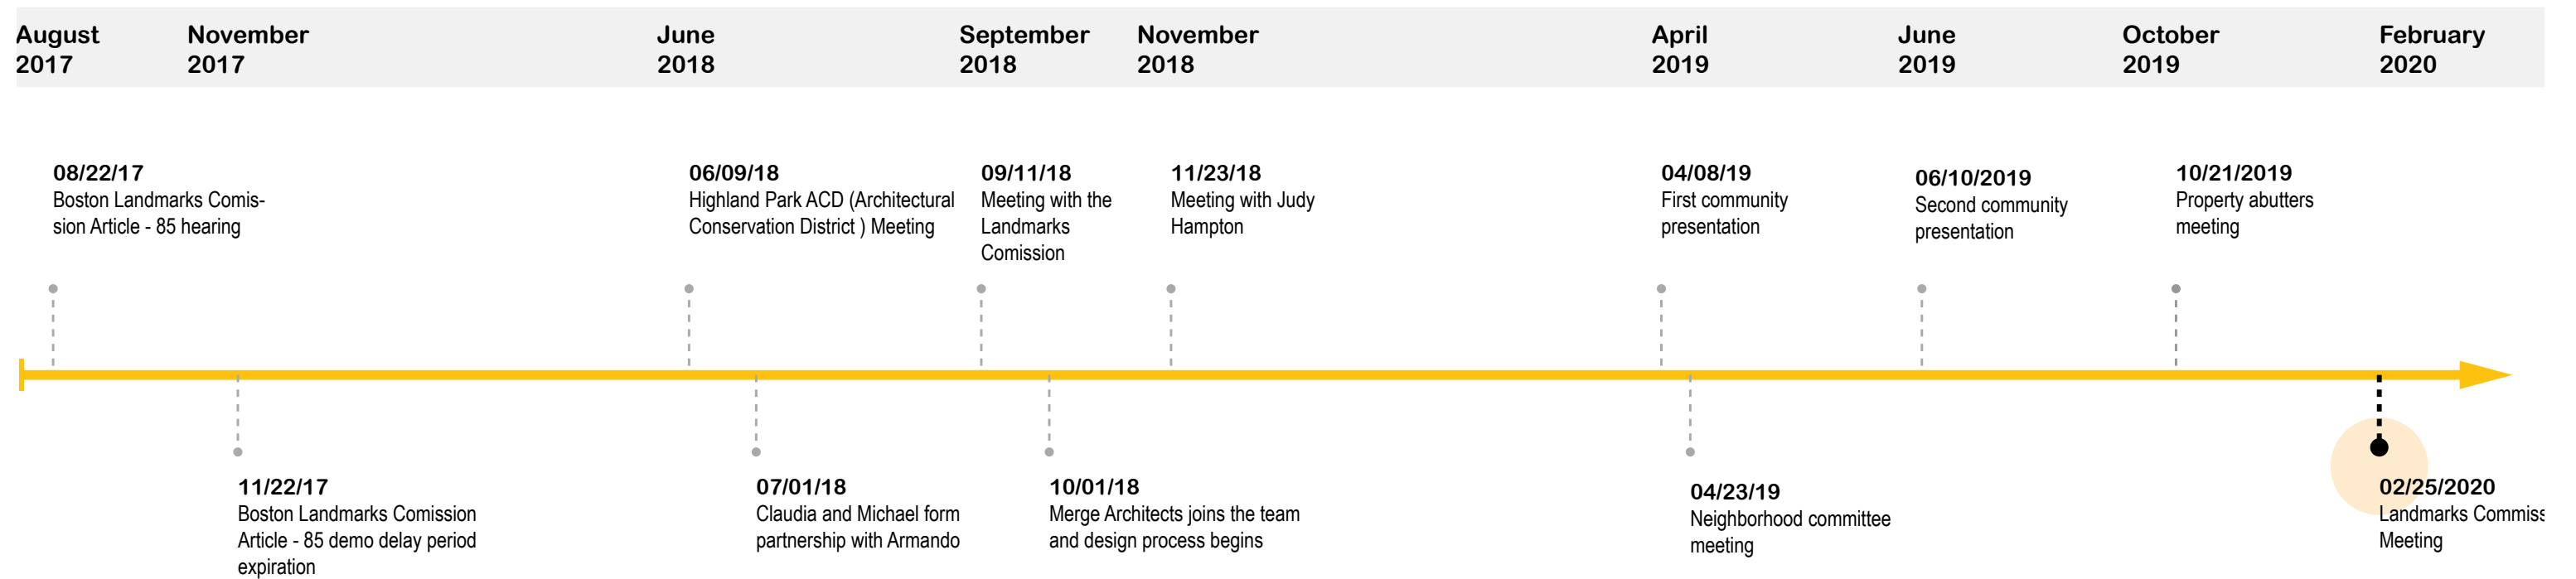 August
2017
November
2017
June
2018
September
2018
November
2018
April
2019
June
2019
October
2019
February
2020
08/22/17
Boston Landmarks Comis-
sion Article - 85 hearing
06/09/18
Highland Park ACD (Architectural
Conservation District ) Meeting
09/11/18
Meeting with the
Landmarks
Comission
11/23/18
Meeting with Judy
Hampton
04/08/19
First community
presentation
06/10/2019
Second community
presentation
10/21/2019
Property abutters
meeting
11/22/17
Boston Landmarks Comission
Article - 85 demo delay period
expiration
07/01/18
Claudia and Michael form
partnership with Armando
10/01/18
Merge Architects joins the team
and design process begins
04/23/19
Neighborhood committee
meeting
02/25/2020
Landmarks Commiss
Meeting